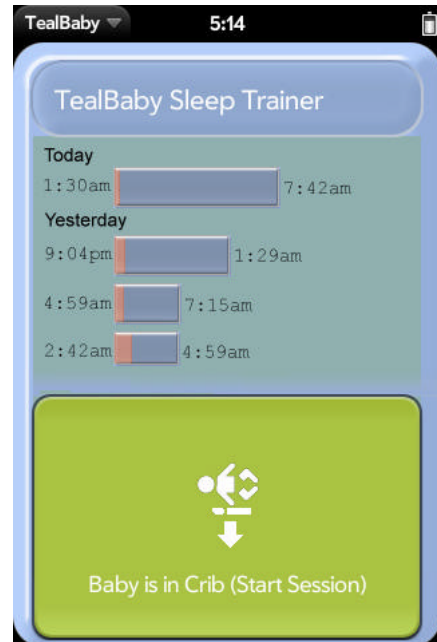 TealBaby 5:14
TealBaby Sleep Trainer
Today
1:30am 7:42am
Yesterday
9:04pm 1:29am
4:59am 7:15am
2:42am 4:59am
Baby is in Crib (Start Session)